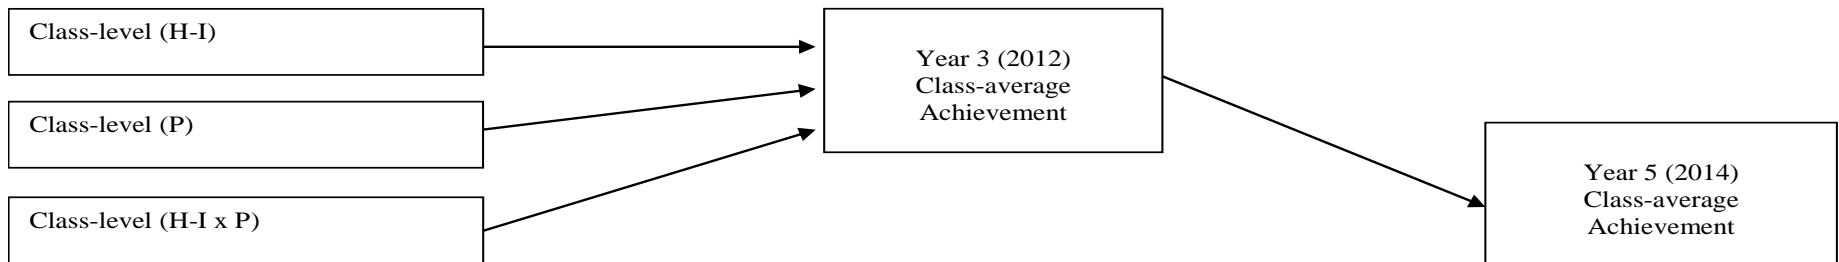 Class-level (H-I)
Class-level (P)
Class-level (H-I x P)
Year 3 (2012)
Class-average
Achievement
Year 5 (2014)
Class-average
Achievement